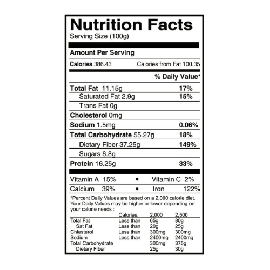 Nutrition Facts
Serving Size (100g)
Amount Per Serving
Calories 386.43 Calories from Fat 100.35
% Daily Value*
Total Fat 11.15g 17%
Saturated Fat 2.9g 15%
Trans Fat 0g
Cholesterol 0mg
Sodium 1.5mg 0.06%
Total Carbohydrate 55.27g 18%
Dietary Fiber 37.25g 149%
Sugars 8.8g
Protein 16.25g 33%
Vitamin A 15% • Vitamin C 2%
Calcium 39% • Iron 122%
*Percent Daily Values are based on a 2,000 calorie diet.
Your Daily Values may be higher or lower depending on
your calorie needs:
Calories 2,000 2,500
Total Fat Less than 65g 80g
Sat Fat Less than 20g 25g
Cholesterol Less than 300mg 300mg
Sodium Less than 2400mg 2400mg
Total Carbohydrate 300mg 375g
Dietary Fiber 25g 30g